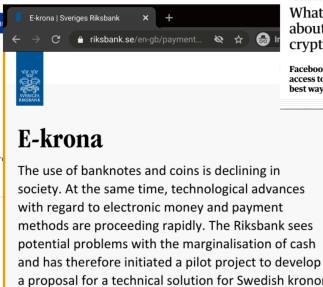 E-krona | Sveriges Riksbank
riksbank.se/en-gb/payment...
What
about
crypt
Faceboo
access to
best way
SVERIGES
RIKSBANK
E-krona
The use of banknotes and coins is declining in
society. At the same time, technological advances
with regard to electronic money and payment
methods are proceeding rapidly. The Riksbank sees
potential problems with the marginalisation of cash
and has therefore initiated a pilot project to develop
a proposal for a technical solution for Swedish kronor